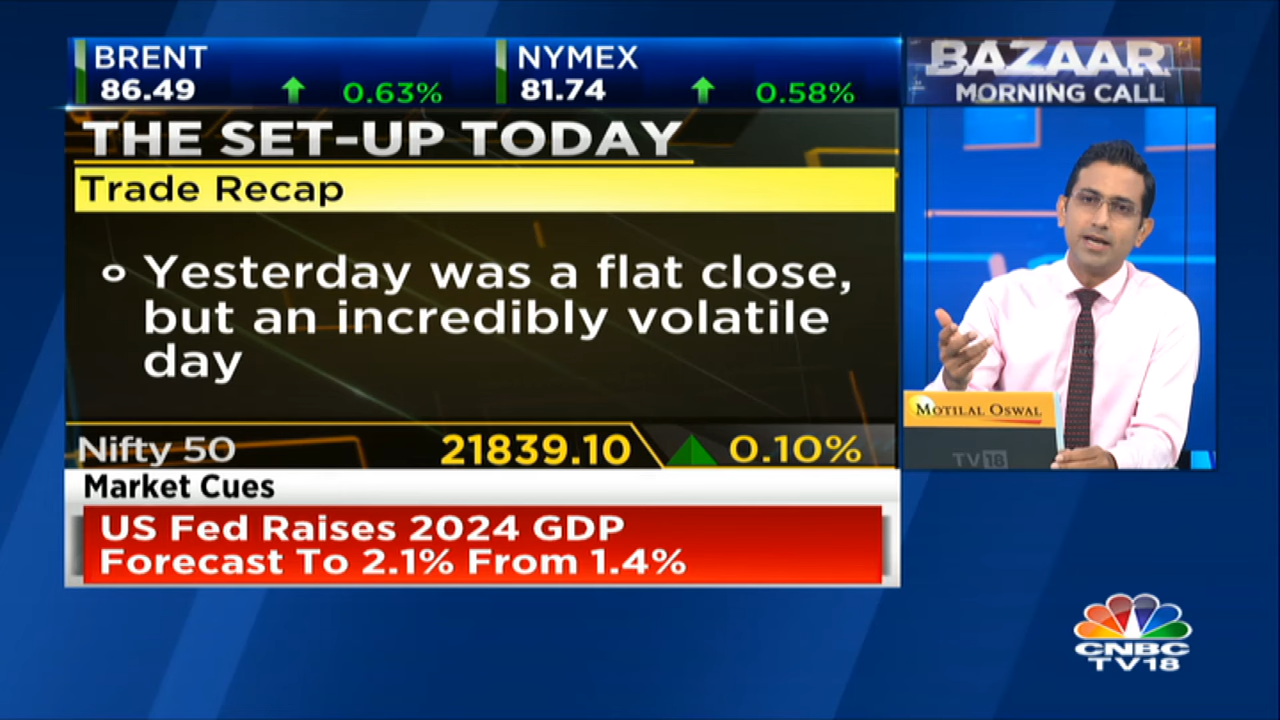 BRENT
86.49 0.63%
NYMEX
81.74 0.58%
BAZAAR
MORNING CALL
THE SET-UP TODAY
Trade Recap
Yesterday was a flat close,
but an incredibly volatile
day
MOTILAL OSWAL
TV18
Nifty 50 21839.10 0.10%
Market Cues
US Fed Raises 2024 GDP
Forecast To 2.1% From 1.4%
CNBC
TV18